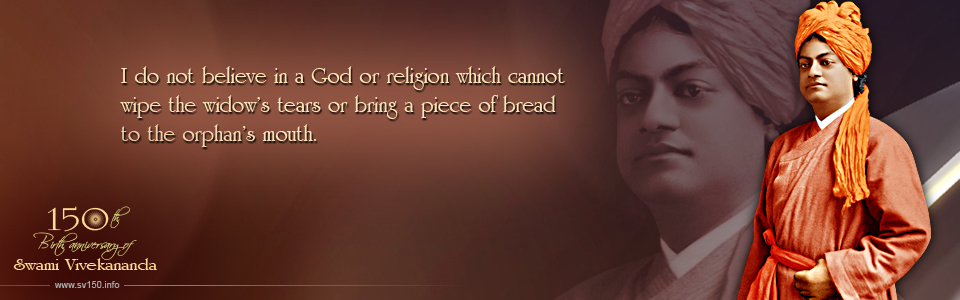 I do not believe in a God or religion which cannot
wipe the widow's tears or bring a piece of bread
to the orphan's mouth.
150th
Birth anniversary of
Swami Vivekananda
www.sv150.info